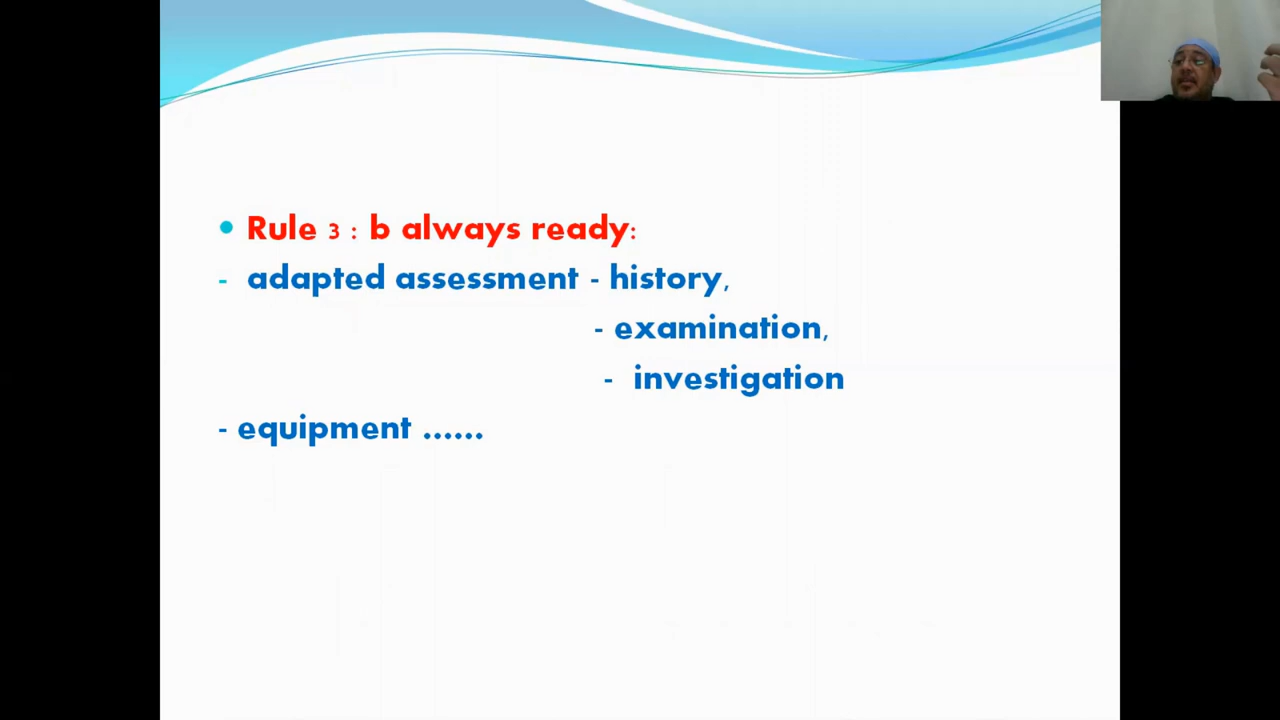 • Rule 3 : b always ready:
- adapted assessment - history,
- examination,
- investigation
- equipment ......